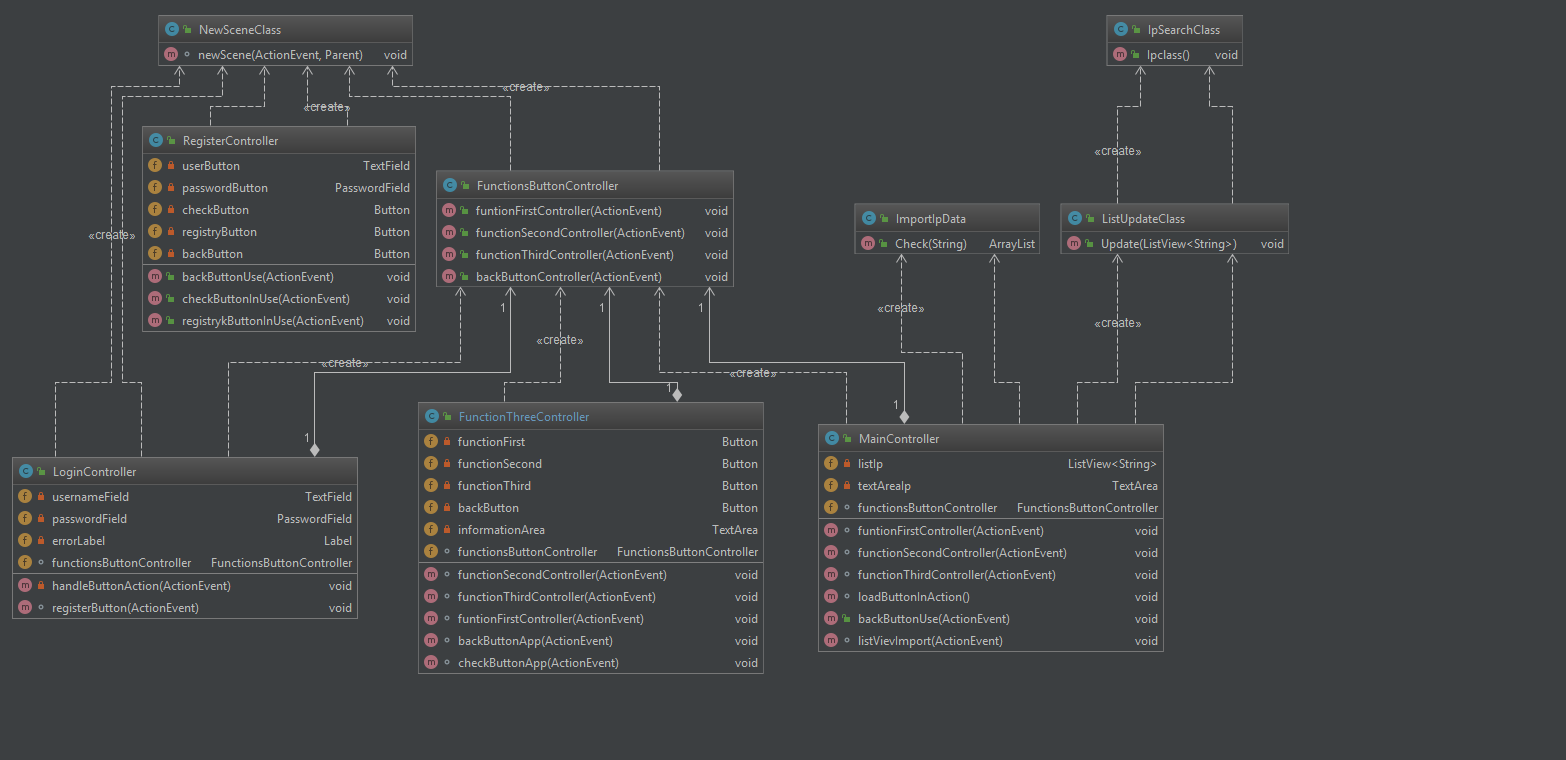 NewSceneClass
newScene(ActionEvent, Parent) void
IpSearchClass
Ipclass() void
«create»
«create»
«create»
«create»
RegisterController
userButton TextField
passwordButton PasswordField
checkButton Button
registryButton Button
backButton Button
backButtonUse(ActionEvent) void
checkButtonInUse(ActionEvent) void
registrykButtonInUse(ActionEvent) void
FunctionsButtonController
funtionFirstController(ActionEvent) void
functionSecondController(ActionEvent) void
functionThirdController(ActionEvent) void
backButtonController(ActionEvent) void
ImportIpData
Check(String) ArrayList
ListUpdateClass
Update(ListView<String>) void
1
1
1
«create»
«create»
«create»
«create»
«create»
1
1
1
FunctionThreeController
functionFirst Button
functionSecond Button
functionThird Button
backButton Button
informationArea TextArea
functionsButtonController FunctionsButtonController
functionSecondController(ActionEvent) void
functionThirdController(ActionEvent) void
funtionFirstController(ActionEvent) void
backButtonApp(ActionEvent) void
checkButtonApp(ActionEvent) void
MainController
listIp ListView<String>
textAreaIp TextArea
functionsButtonController FunctionsButtonController
funtionFirstController(ActionEvent) void
functionSecondController(ActionEvent) void
functionThirdController(ActionEvent) void
loadButtonInAction() void
backButtonUse(ActionEvent) void
listVievImport(ActionEvent) void
LoginController
usernameField TextField
passwordField PasswordField
errorLabel Label
functionsButtonController FunctionsButtonController
handleButtonAction(ActionEvent) void
registerButton(ActionEvent) void